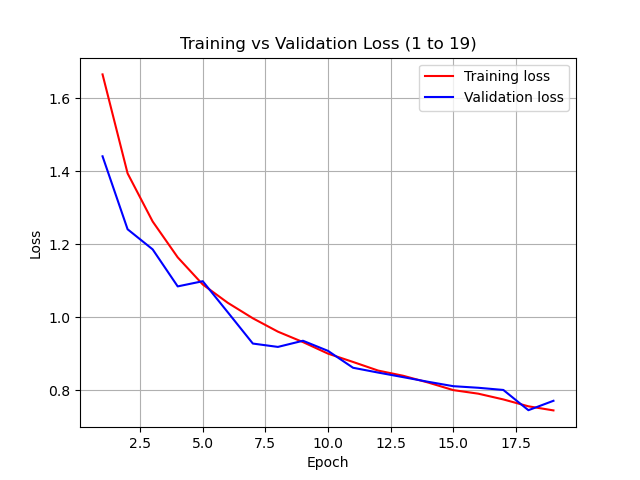 Training vs Validation Loss (1 to 19)
Training loss
Validation loss
1.6
1.4
1.2
1.0
0.8
Loss
2.5 5.0 7.5 10.0 12.5 15.0 17.5
Epoch